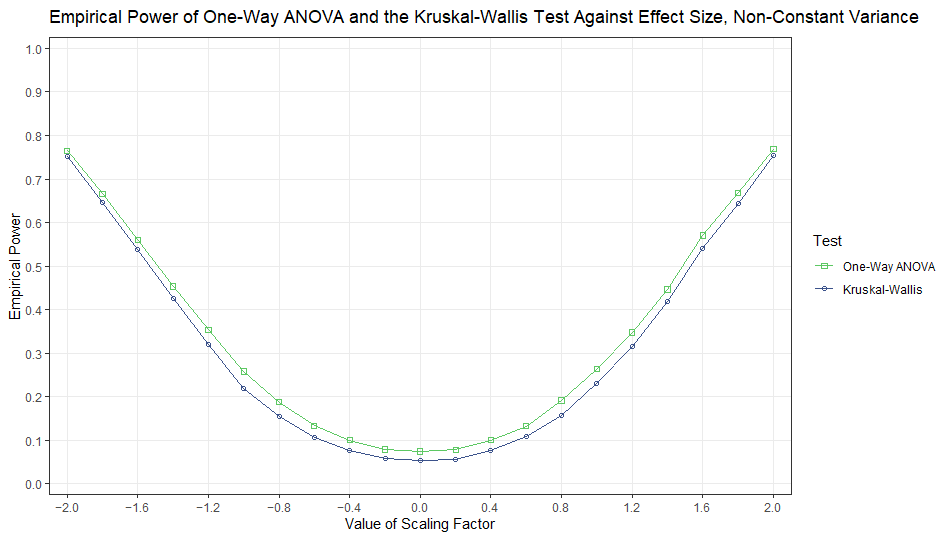 Empirical Power of One-Way ANOVA and the Kruskal-Wallis Test Against Effect Size, Non-Constant Variance
1.0
0.9
0.8
0.7
0.6
0.5
0.4
0.3
0.2
0.1
0.0
Empirical Power
−2.0 −1.6 −1.2 −0.8 −0.4 0.0 0.4 0.8 1.2 1.6 2.0
Value of Scaling Factor
Test
One-Way ANOVA
Kruskal-Wallis